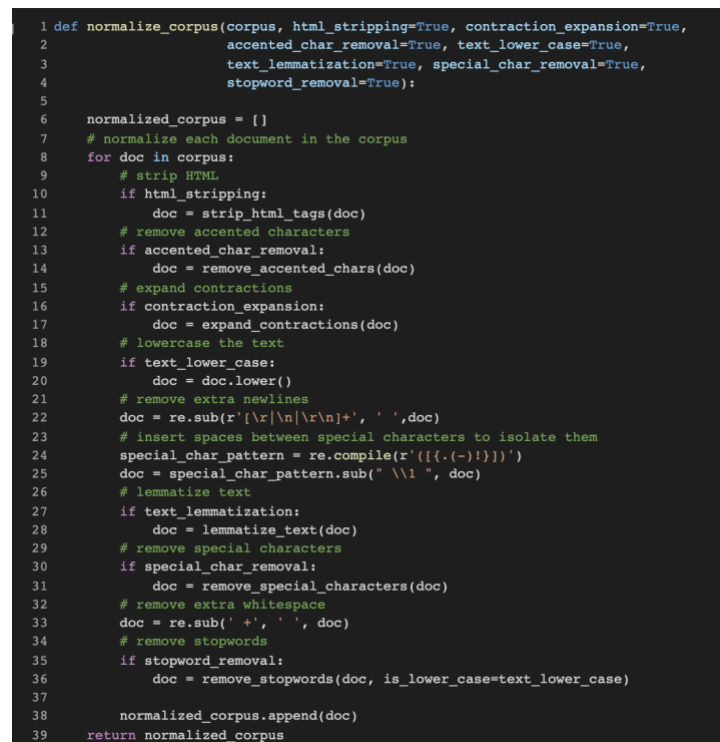 1 def normalize_corpus(corpus, html_stripping=True, contraction_expansion=True,
2                      accented_char_removal=True, text_lower_case=True,
3                      text_lemmatization=True, special_char_removal=True,
4                      stopword_removal=True):
5
6     normalized_corpus = []
7     # normalize each document in the corpus
8     for doc in corpus:
9         # strip HTML
10         if html_stripping:
11             doc = strip_html_tags(doc)
12         # remove accented characters
13         if accented_char_removal:
14             doc = remove_accented_chars(doc)
15         # expand contractions
16         if contraction_expansion:
17             doc = expand_contractions(doc)
18         # lowercase the text
19         if text_lower_case:
20             doc = doc.lower()
21         # remove extra newlines
22         doc = re.sub(r'[\r|\n|\r\n]+', ' ',doc)
23         # insert spaces between special characters to isolate them
24         special_char_pattern = re.compile(r'([{.(-)!}])')
25         doc = special_char_pattern.sub(" \\1 ", doc)
26         # lemmatize text
27         if text_lemmatization:
28             doc = lemmatize_text(doc)
29         # remove special characters
30         if special_char_removal:
31             doc = remove_special_characters(doc)
32         # remove extra whitespace
33         doc = re.sub(' +', ' ', doc)
34         # remove stopwords
35         if stopword_removal:
36             doc = remove_stopwords(doc, is_lower_case=text_lower_case)
37
38         normalized_corpus.append(doc)
39     return normalized_corpus